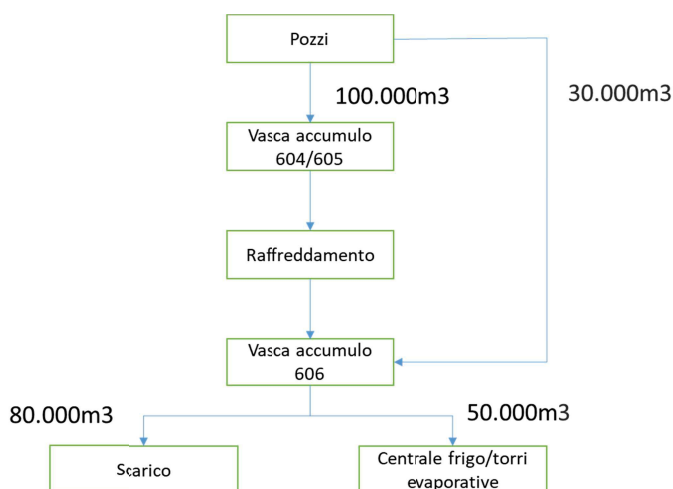 Pozzi
100.000m3
30.000m3
Vasca accumulo
604/605
Raffreddamento
Vasca accumulo
606
80.000m3
50.000m3
Scarico
Centrale frigo/torri
evaporative